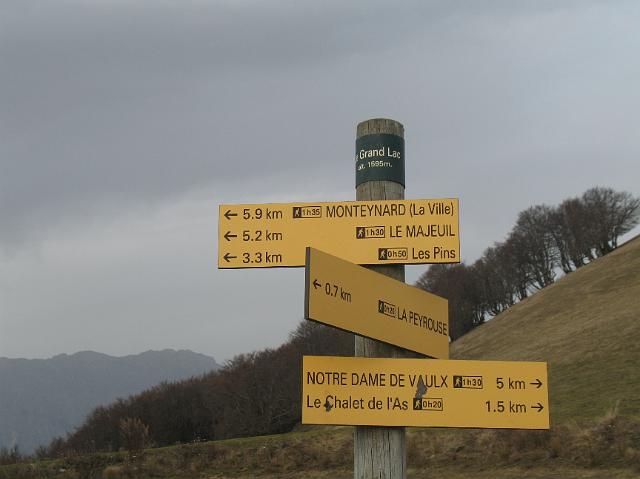 Grand Lac
alt. 1595m.
← 5.9 km 1h35 MONTEYNARD (La Ville)
← 5.2 km 1h30 LE MAJEUIL
← 3.3 km 0h50 Les Pins
← 0.7 km LA PEYROUSE
NOTRE DAME DE VAULX 1h30 5 km →
Le Chalet de l'As 0h20 1.5 km →